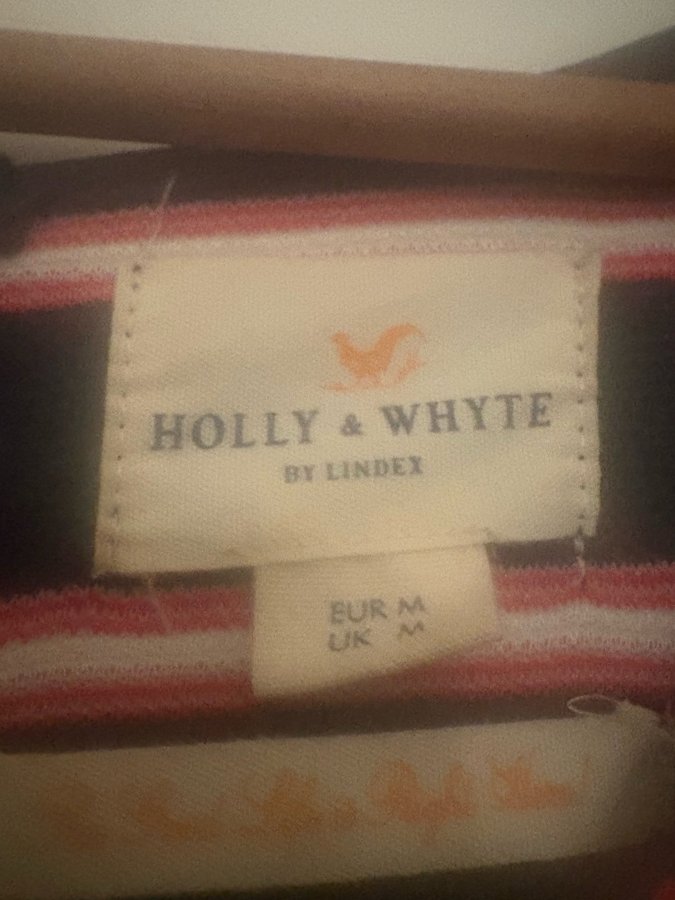 HOLLY & WHYTE
BY LINDEX
EUR M
UK M